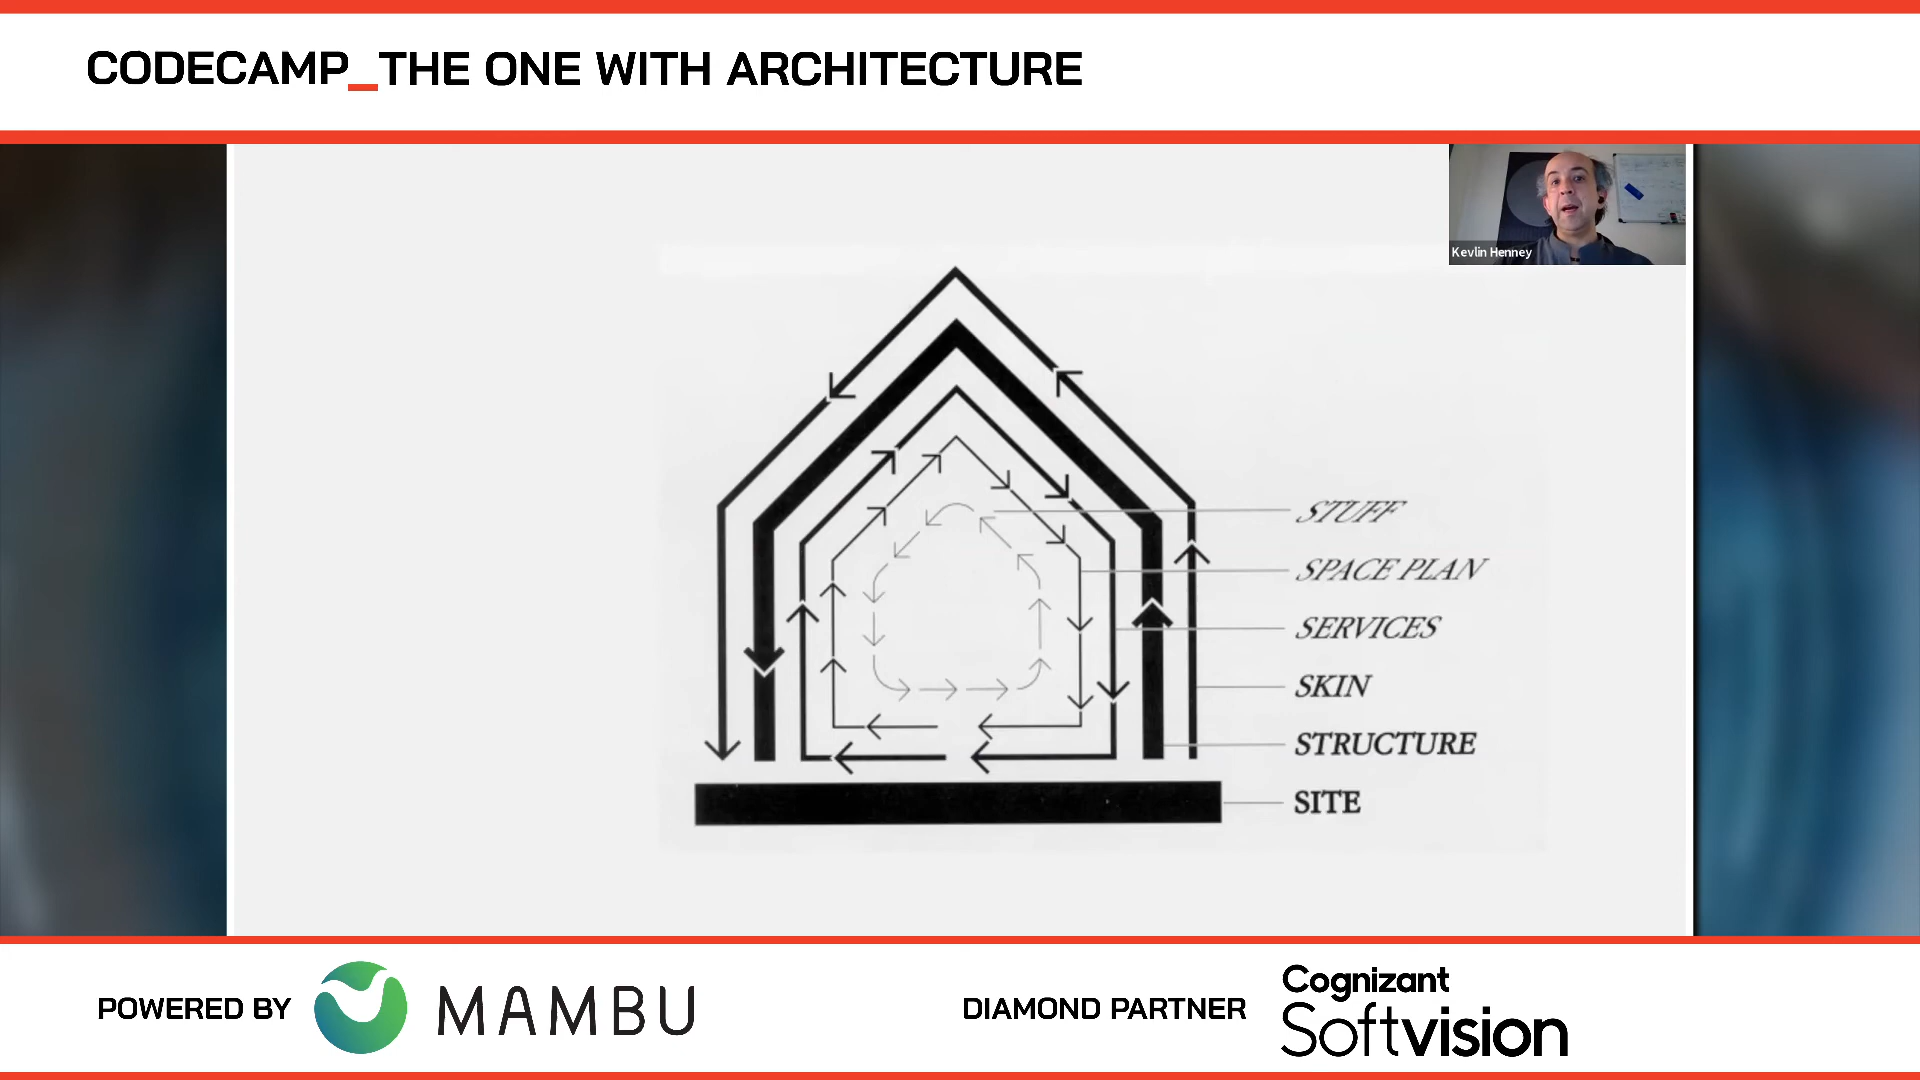 CODECAMP_THE ONE WITH ARCHITECTURE
Kevlin Henney
STUFF
SPACE PLAN
SERVICES
SKIN
STRUCTURE
SITE
POWERED BY
MAMBU
DIAMOND PARTNER
Cognizant
Softvision